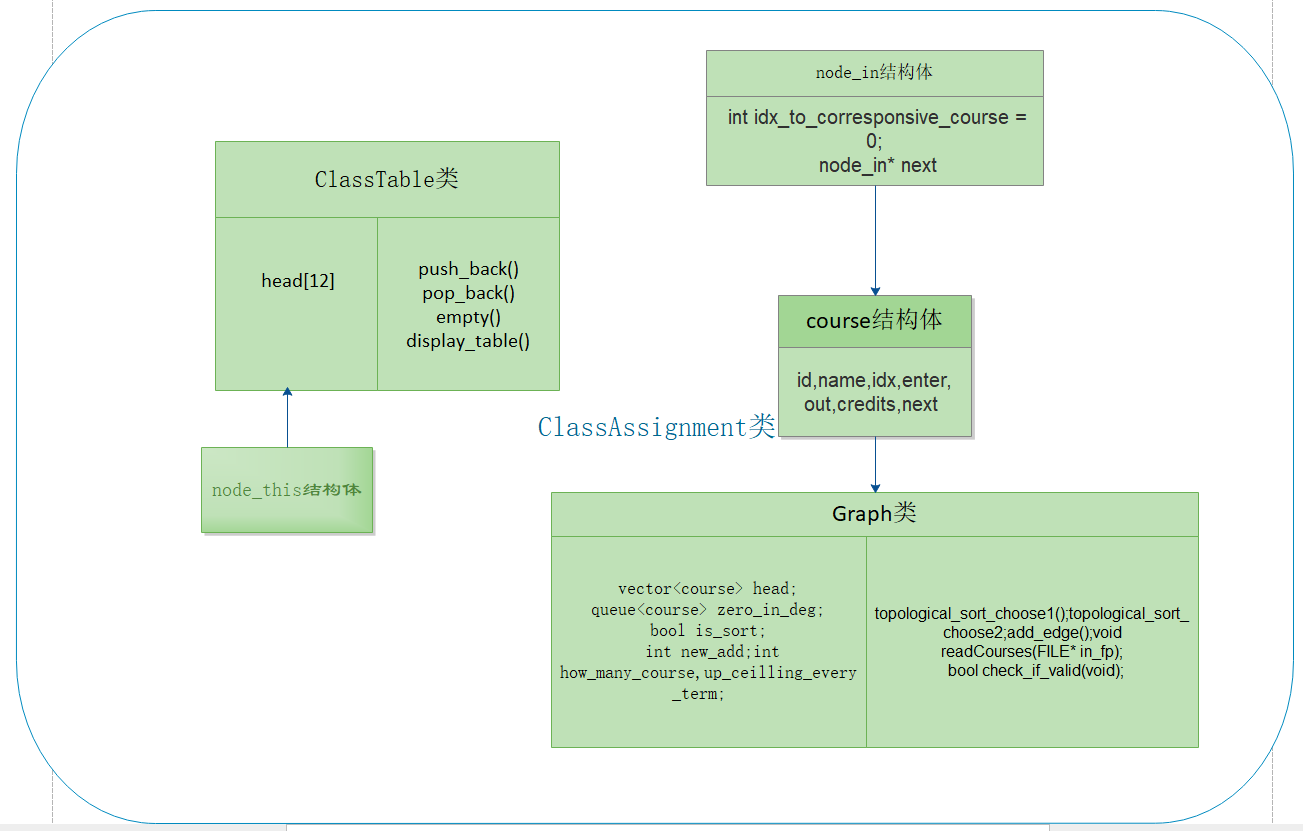 node_in结构体
int idx_to_corresponsive_course =
0;
node_in* next
ClassTable类
head[12]
push_back()
pop_back()
empty()
display_table()
course结构体
id,name,idx,enter,
out,credits,next
ClassAssignment类
node_this结构体
Graph类
vector<course> head;
queue<course> zero_in_deg;
bool is_sort;
int new_add;int
how_many_course,up_ceilling_every
_term;
topological_sort_choose1();topological_sort_
choose2;add_edge();void
readCourses(FILE* in_fp);
bool check_if_valid(void);